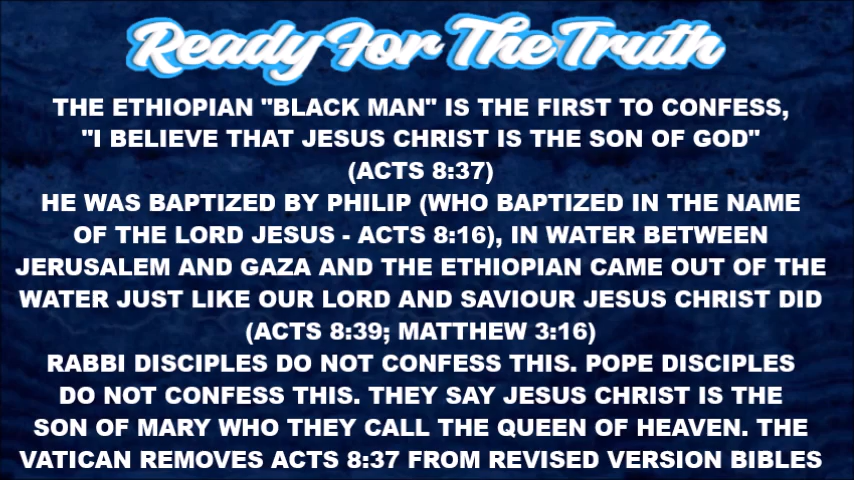 Ready For The Truth
THE ETHIOPIAN "BLACK MAN" IS THE FIRST TO CONFESS,
"I BELIEVE THAT JESUS CHRIST IS THE SON OF GOD"
(ACTS 8:37)
HE WAS BAPTIZED BY PHILIP (WHO BAPTIZED IN THE NAME
OF THE LORD JESUS - ACTS 8:16), IN WATER BETWEEN
JERUSALEM AND GAZA AND THE ETHIOPIAN CAME OUT OF THE
WATER JUST LIKE OUR LORD AND SAVIOUR JESUS CHRIST DID
(ACTS 8:39; MATTHEW 3:16)
RABBI DISCIPLES DO NOT CONFESS THIS. POPE DISCIPLES
DO NOT CONFESS THIS. THEY SAY JESUS CHRIST IS THE
SON OF MARY WHO THEY CALL THE QUEEN OF HEAVEN. THE
VATICAN REMOVES ACTS 8:37 FROM REVISED VERSION BIBLES